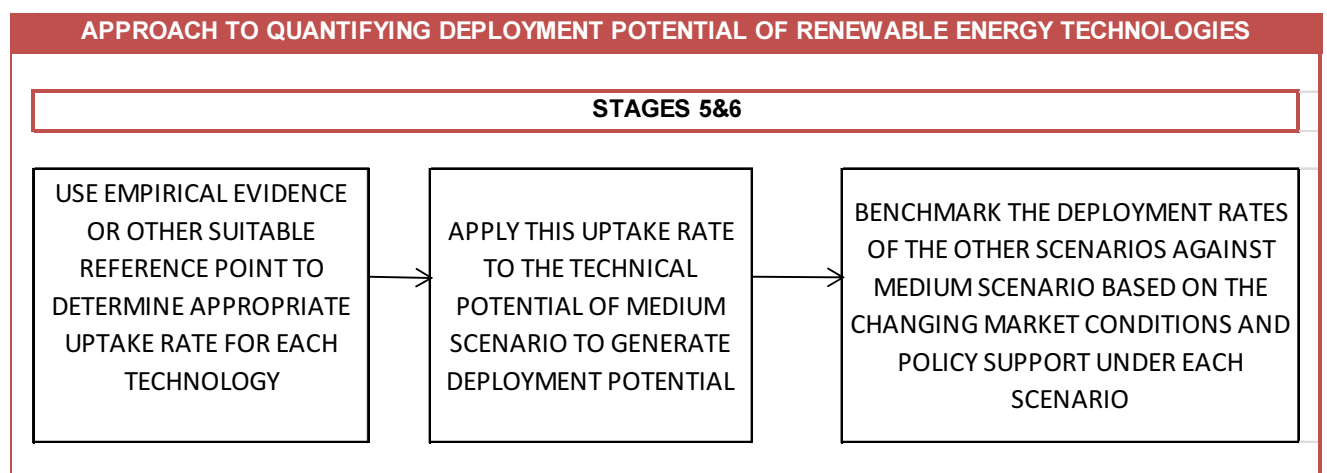 APPROACH TO QUANTIFYING DEPLOYMENT POTENTIAL OF RENEWABLE ENERGY TECHNOLOGIES
STAGES 5&6
USE EMPIRICAL EVIDENCE
OR OTHER SUITABLE
REFERENCE POINT TO
DETERMINE APPROPRIATE
UPTAKE RATE FOR EACH
TECHNOLOGY
APPLY THIS UPTAKE RATE
TO THE TECHNICAL
POTENTIAL OF MEDIUM
SCENARIO TO GENERATE
DEPLOYMENT POTENTIAL
BENCHMARK THE DEPLOYMENT RATES
OF THE OTHER SCENARIOS AGAINST
MEDIUM SCENARIO BASED ON THE
CHANGING MARKET CONDITIONS AND
POLICY SUPPORT UNDER EACH
SCENARIO